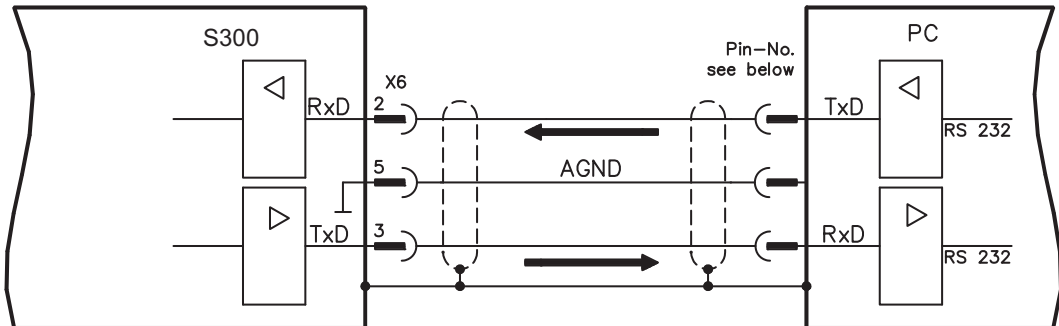 S300
PC
Pin-No.
see below
X6
RxD
2
TxD
RS 232
5
AGND
TxD
3
RxD
RS 232